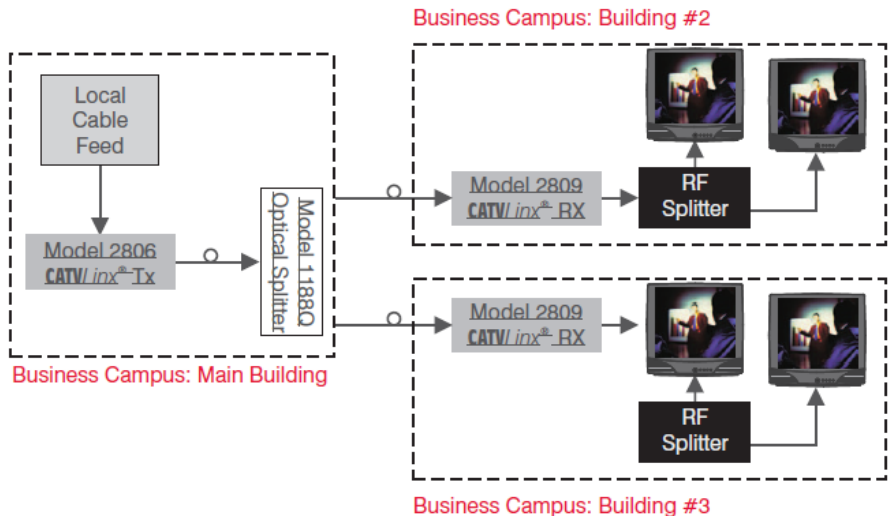 Business Campus: Building #2
Local
Cable
Feed
Model 2806
CATVLinx® Tx
Model 1188Q
Optical Splitter
Model 2809
CATVLinx® RX
RF
Splitter
Model 2809
CATVLinx® RX
RF
Splitter
Business Campus: Main Building
Business Campus: Building #3